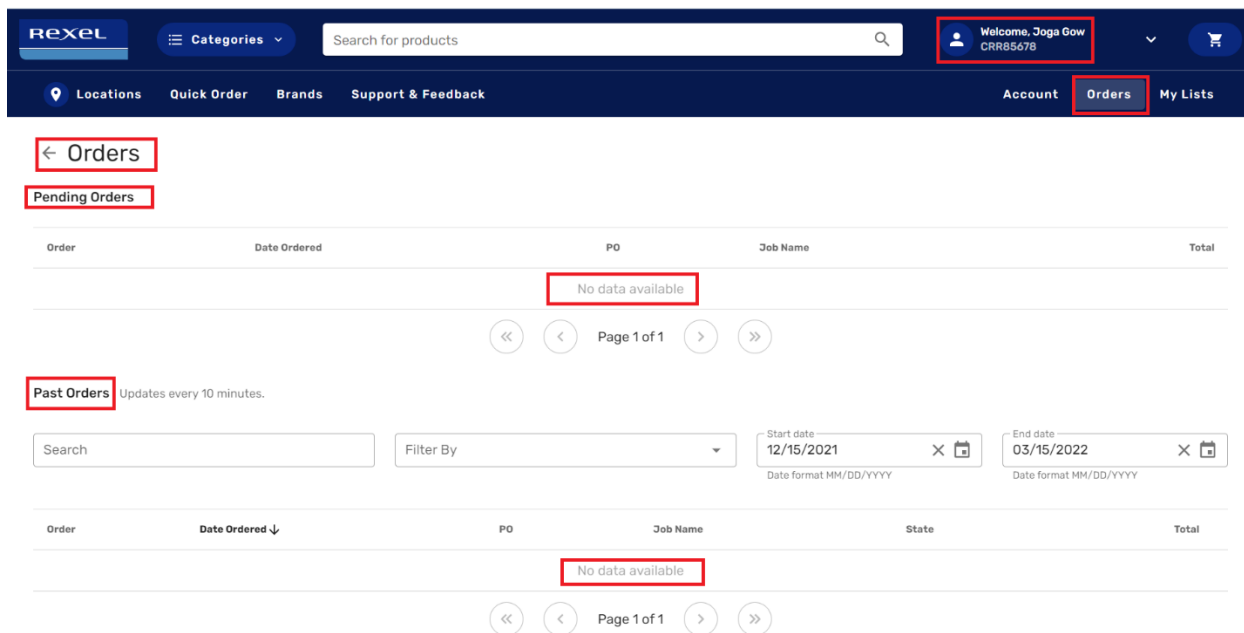 Rexel
Categories
Search for products
Welcome, Joga Gow
CRR85678
Locations Quick Order Brands Support & Feedback Account Orders My Lists
← Orders
Pending Orders
Order Date Ordered PO Job Name Total
No data available
Page 1 of 1
Past Orders Updates every 10 minutes.
Start date End date
Search Filter By 12/15/2021 03/15/2022
Date format MM/DD/YYYY Date format MM/DD/YYYY
Order Date Ordered ↓ PO Job Name State Total
No data available
Page 1 of 1